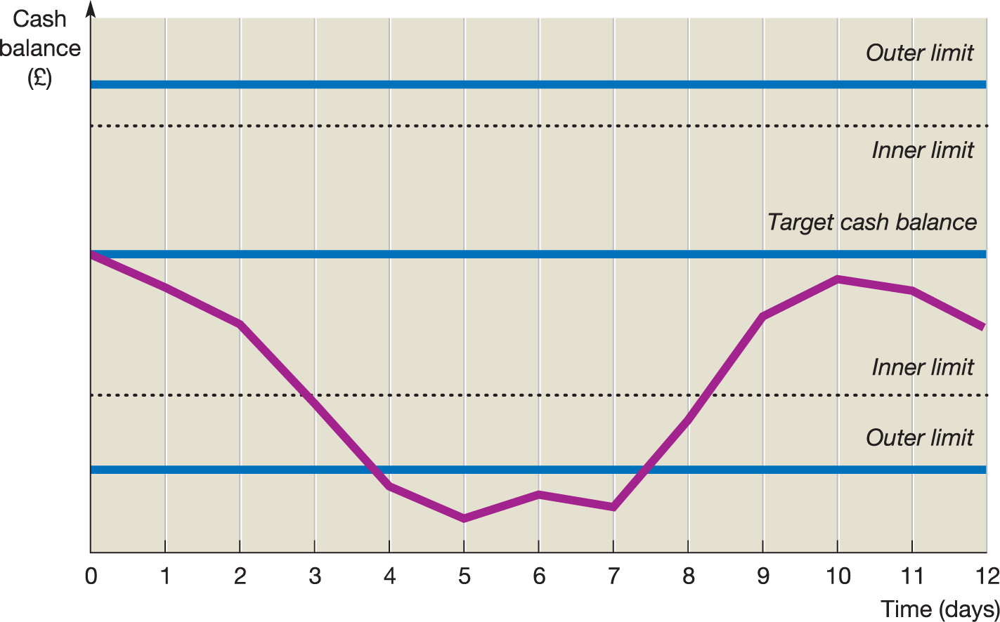 Cash
balance
(£)
Outer limit
Inner limit
Target cash balance
Inner limit
Outer limit
0 1 2 3 4 5 6 7 8 9 10 11 12
Time (days)